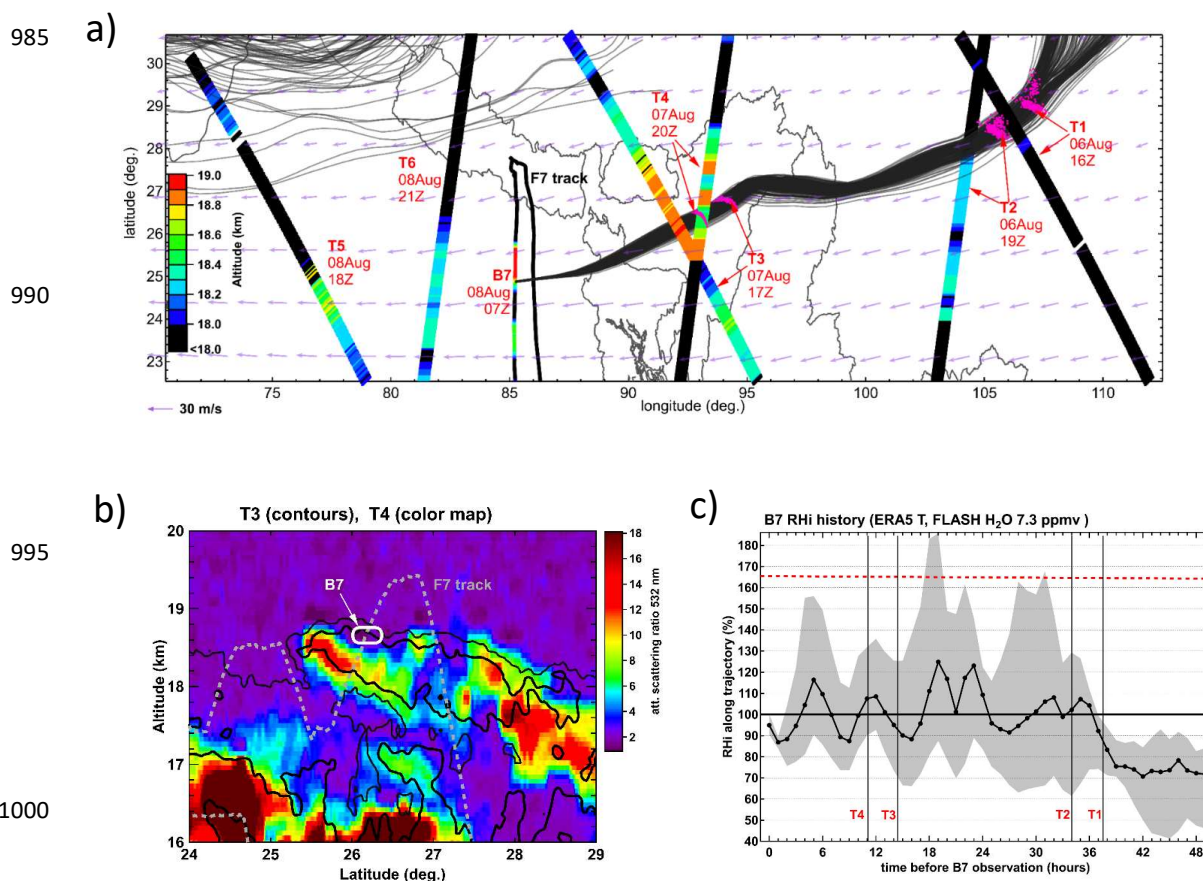 985
a)
30
29
28
27
26
25
24
23
latitude (deg.)
19.0
18.8
18.6
18.4
18.2
18.0
<18.0
Altitude (km)
T5
08Aug
18Z
T6
08Aug
21Z
F7 track
B7
08Aug
07Z
T4
07Aug
20Z
T3
07Aug
17Z
T2
06Aug
19Z
T1
06Aug
16Z
990
75 80 85 90 95 100 105 110
longitude (deg.)
30 m/s
995
b)
T3 (contours), T4 (color map)
B7
F7 track
20
19
18
17
16
Altitude (km)
24 25 26 27 28 29
Latitude (deg.)
18
16
14
12
10
8
6
4
2
att. scattering ratio 532 nm
c)
B7 RHi history (ERA5 T, FLASH H2O 7.3 ppmv )
180
170
160
150
140
130
120
110
100
90
80
70
60
50
40
RHi along trajectory (%)
T4 T3 T2 T1
0 6 12 18 24 30 36 42 48
time before B7 observation (hours)
1000